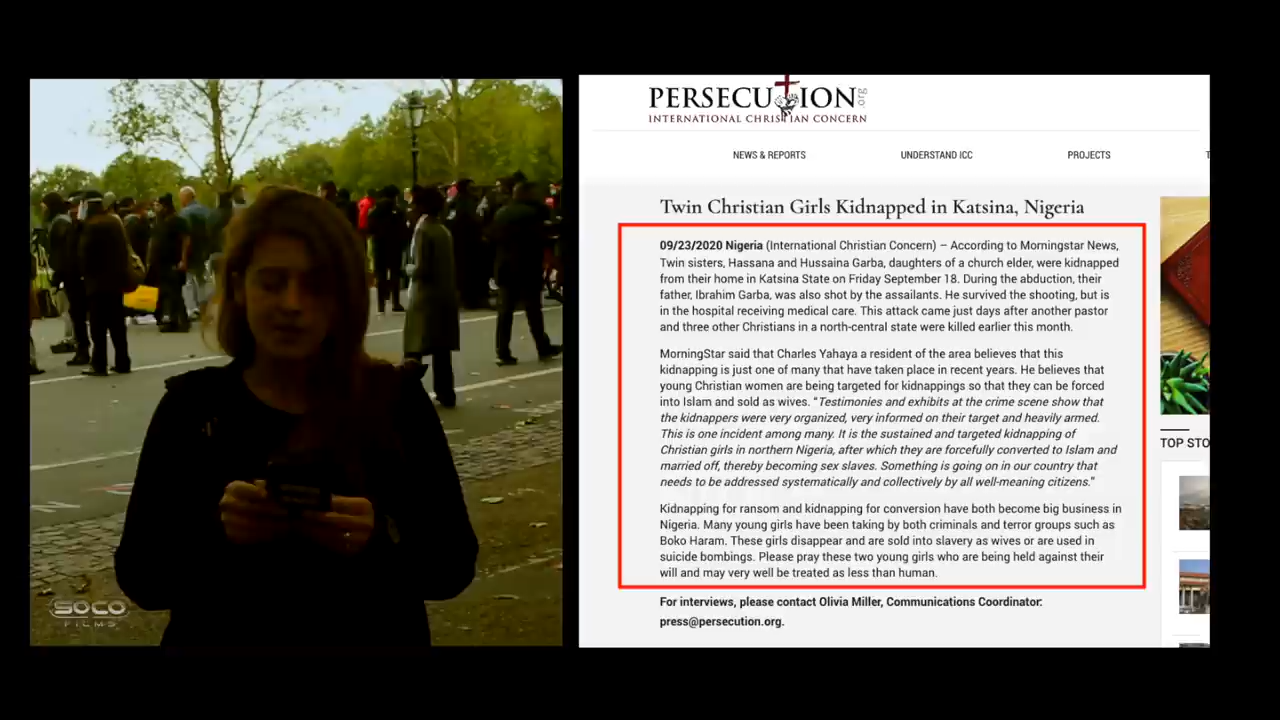 SOCO
FILMS
PERSECUTION.org
INTERNATIONAL CHRISTIAN CONCERN
NEWS & REPORTS
UNDERSTAND ICC
PROJECTS
T
Twin Christian Girls Kidnapped in Katsina, Nigeria
09/23/2020 Nigeria (International Christian Concern) – According to Morningstar News,
Twin sisters, Hassana and Hussaina Garba, daughters of a church elder, were kidnapped
from their home in Katsina State on Friday September 18. During the abduction, their
father, Ibrahim Garba, was also shot by the assailants. He survived the shooting, but is
in the hospital receiving medical care. This attack came just days after another pastor
and three other Christians in a north-central state were killed earlier this month.
MorningStar said that Charles Yahaya a resident of the area believes that this
kidnapping is just one of many that have taken place in recent years. He believes that
young Christian women are being targeted for kidnappings so that they can be forced
into Islam and sold as wives. “Testimonies and exhibits at the crime scene show that
the kidnappers were very organized, very informed on their target and heavily armed.
This is one incident among many. It is the sustained and targeted kidnapping of
Christian girls in northern Nigeria, after which they are forcefully converted to Islam and
married off, thereby becoming sex slaves. Something is going on in our country that
needs to be addressed systematically and collectively by all well-meaning citizens.”
Kidnapping for ransom and kidnapping for conversion have both become big business in
Nigeria. Many young girls have been taking by both criminals and terror groups such as
Boko Haram. These girls disappear and are sold into slavery as wives or are used in
suicide bombings. Please pray these two young girls who are being held against their
will and may very well be treated as less than human.
For interviews, please contact Olivia Miller, Communications Coordinator:
press@persecution.org.
TOP STO